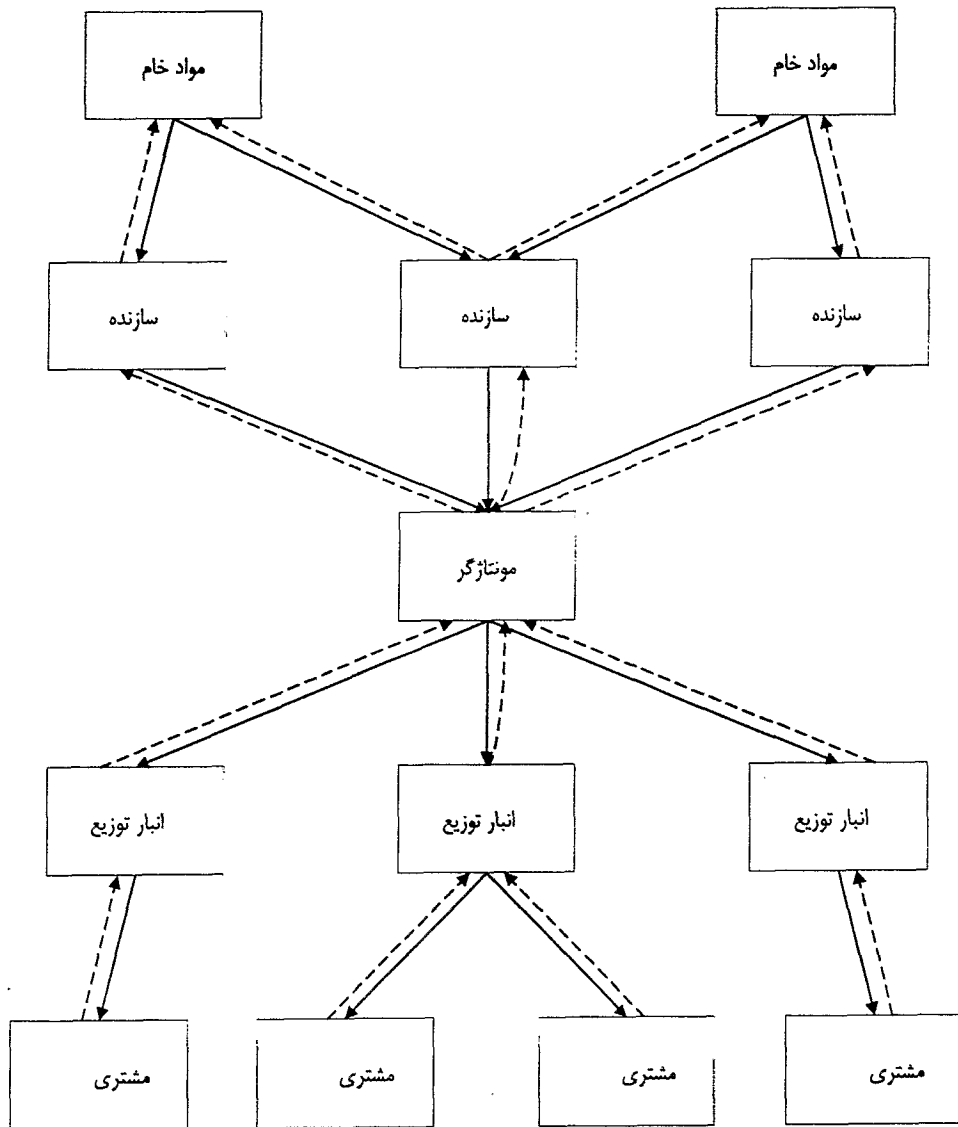 مواد خام
مواد خام
سازنده
سازنده
سازنده
مونتاژگر
انبار توزیع
انبار توزیع
انبار توزیع
مشتری
مشتری
مشتری
مشتری